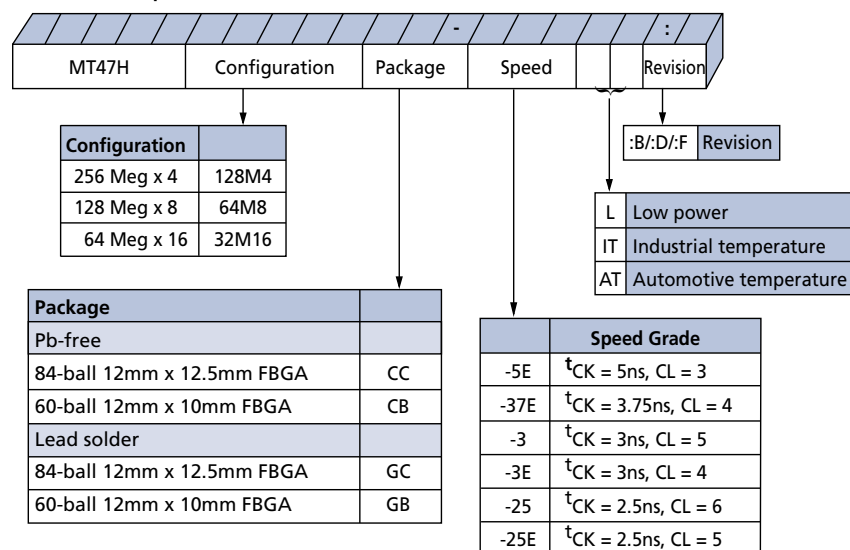 - :
MT47H Configuration Package Speed Revision
Configuration
256 Meg x 4 128M4
128 Meg x 8 64M8
64 Meg x 16 32M16
:B/:D/:F Revision
L Low power
IT Industrial temperature
AT Automotive temperature
Package
Pb-free
84-ball 12mm x 12.5mm FBGA CC
60-ball 12mm x 10mm FBGA CB
Lead solder
84-ball 12mm x 12.5mm FBGA GC
60-ball 12mm x 10mm FBGA GB
Speed Grade
-5E tCK = 5ns, CL = 3
-37E tCK = 3.75ns, CL = 4
-3 tCK = 3ns, CL = 5
-3E tCK = 3ns, CL = 4
-25 tCK = 2.5ns, CL = 6
-25E tCK = 2.5ns, CL = 5